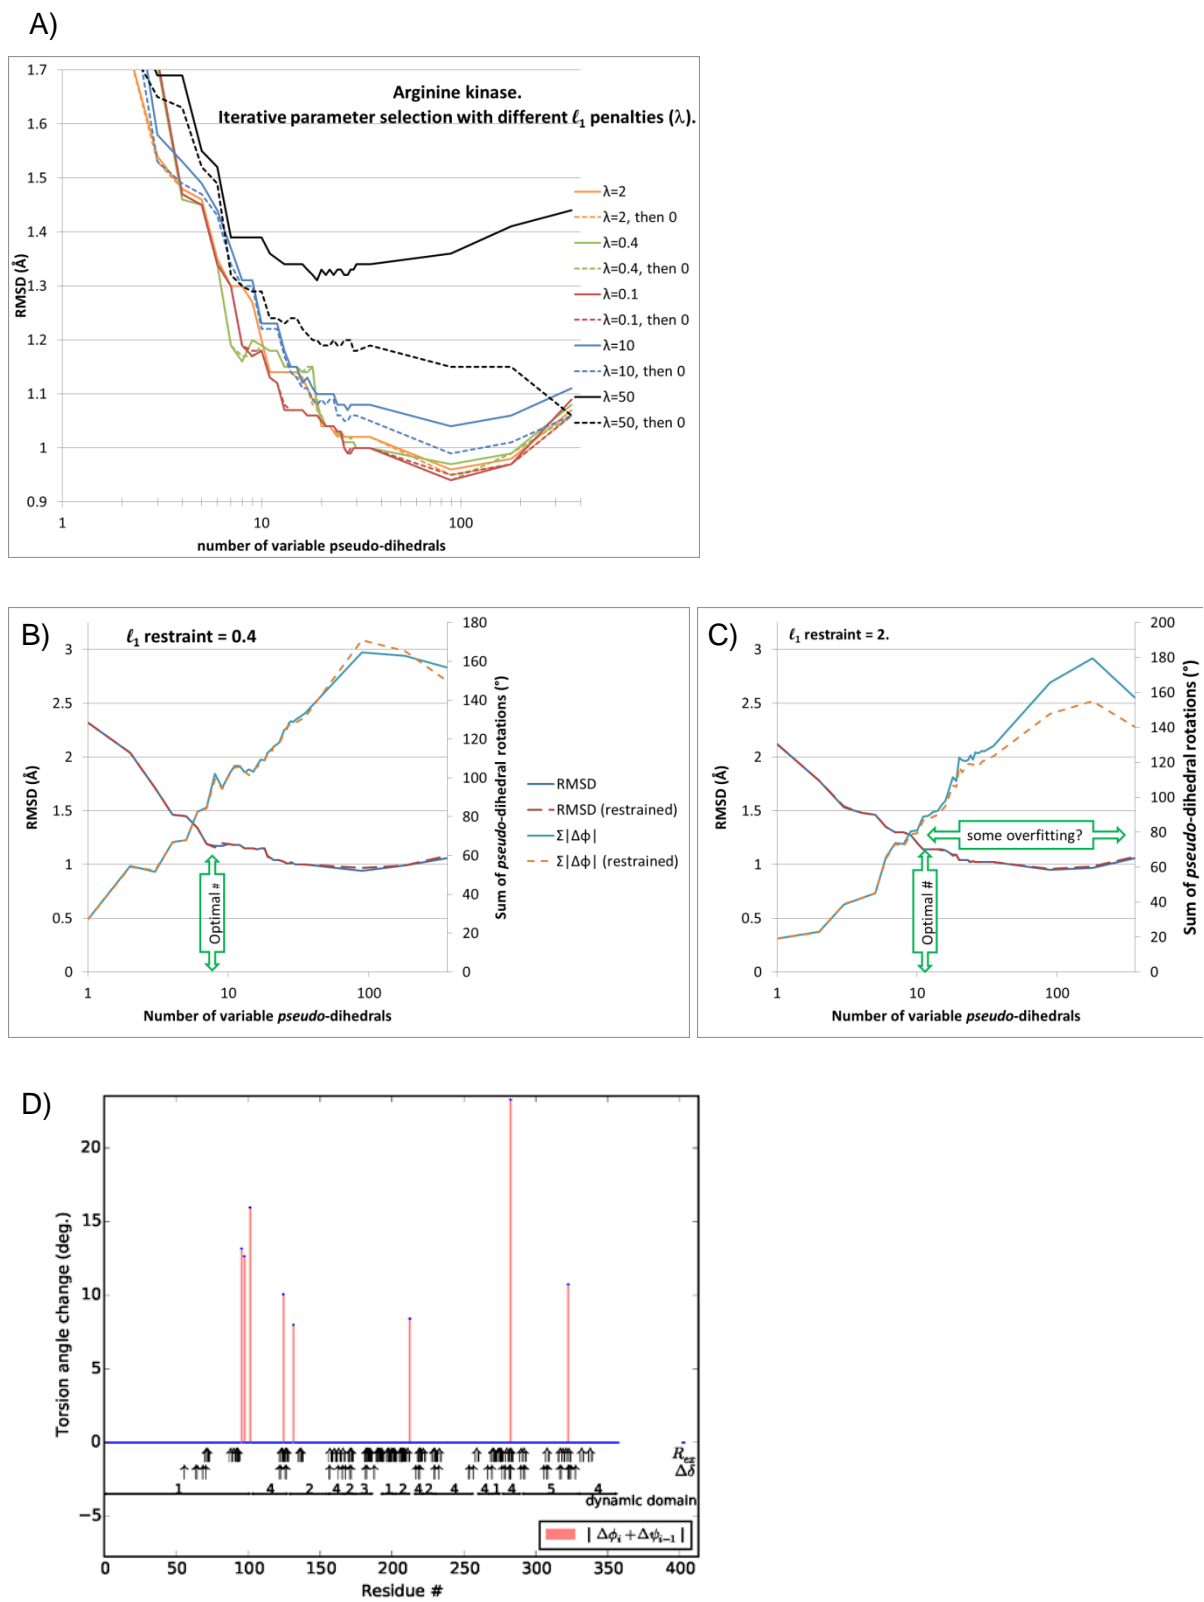 A)
Arginine kinase.
Iterative parameter selection with different ℓ1 penalties (λ).
1.7
1.6
1.5
1.4
1.3
1.2
1.1
1
0.9
RMSD (Å)
1 10 100
number of variable pseudo-dihedrals
λ=2
λ=2, then 0
λ=0.4
λ=0.4, then 0
λ=0.1
λ=0.1, then 0
λ=10
λ=10, then 0
λ=50
λ=50, then 0
B)
ℓ1 restraint = 0.4
3
2.5
2
1.5
1
0.5
0
RMSD (Å)
180
160
140
120
100
80
60
40
20
0
Sum of pseudo-dihedral rotations (°)
Optimal #
1 10 100
Number of variable pseudo-dihedrals
RMSD
RMSD (restrained)
Σ|Δϕ|
Σ|Δϕ| (restrained)
C)
ℓ1 restraint = 2.
3
2.5
2
1.5
1
0.5
0
RMSD (Å)
200
180
160
140
120
100
80
60
40
20
0
Sum of pseudo-dihedral rotations (°)
some overfitting?
Optimal #
1 10 100
Number of variable pseudo-dihedrals
D)
20
15
10
5
0
−5
Torsion angle change (deg.)
Rex
Δδ
1 4 2 4 2 3 1 2 4 2 4 4 1 4 5 4
dynamic domain
| Δϕi + Δψi−1 |
0 50 100 150 200 250 300 350 400
Residue #